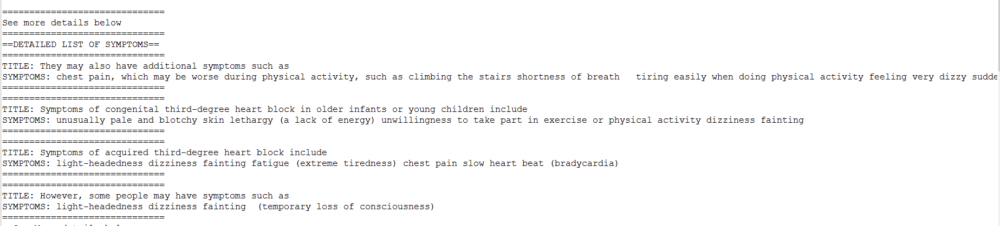 ==============================
See more details below
==============================
==DETAILED LIST OF SYMPTOMS==
==============================
TITLE: They may also have additional symptoms such as
SYMPTOMS: chest pain, which may be worse during physical activity, such as climbing the stairs shortness of breath   tiring easily when doing physical activity feeling very dizzy sudde
==============================
==============================
TITLE: Symptoms of congenital third-degree heart block in older infants or young children include
SYMPTOMS: unusually pale and blotchy skin lethargy (a lack of energy) unwillingness to take part in exercise or physical activity dizziness fainting
==============================
==============================
TITLE: Symptoms of acquired third-degree heart block include
SYMPTOMS: light-headedness dizziness fainting fatigue (extreme tiredness) chest pain slow heart beat (bradycardia)
==============================
==============================
TITLE: However, some people may have symptoms such as
SYMPTOMS: light-headedness dizziness fainting  (temporary loss of consciousness)
==============================